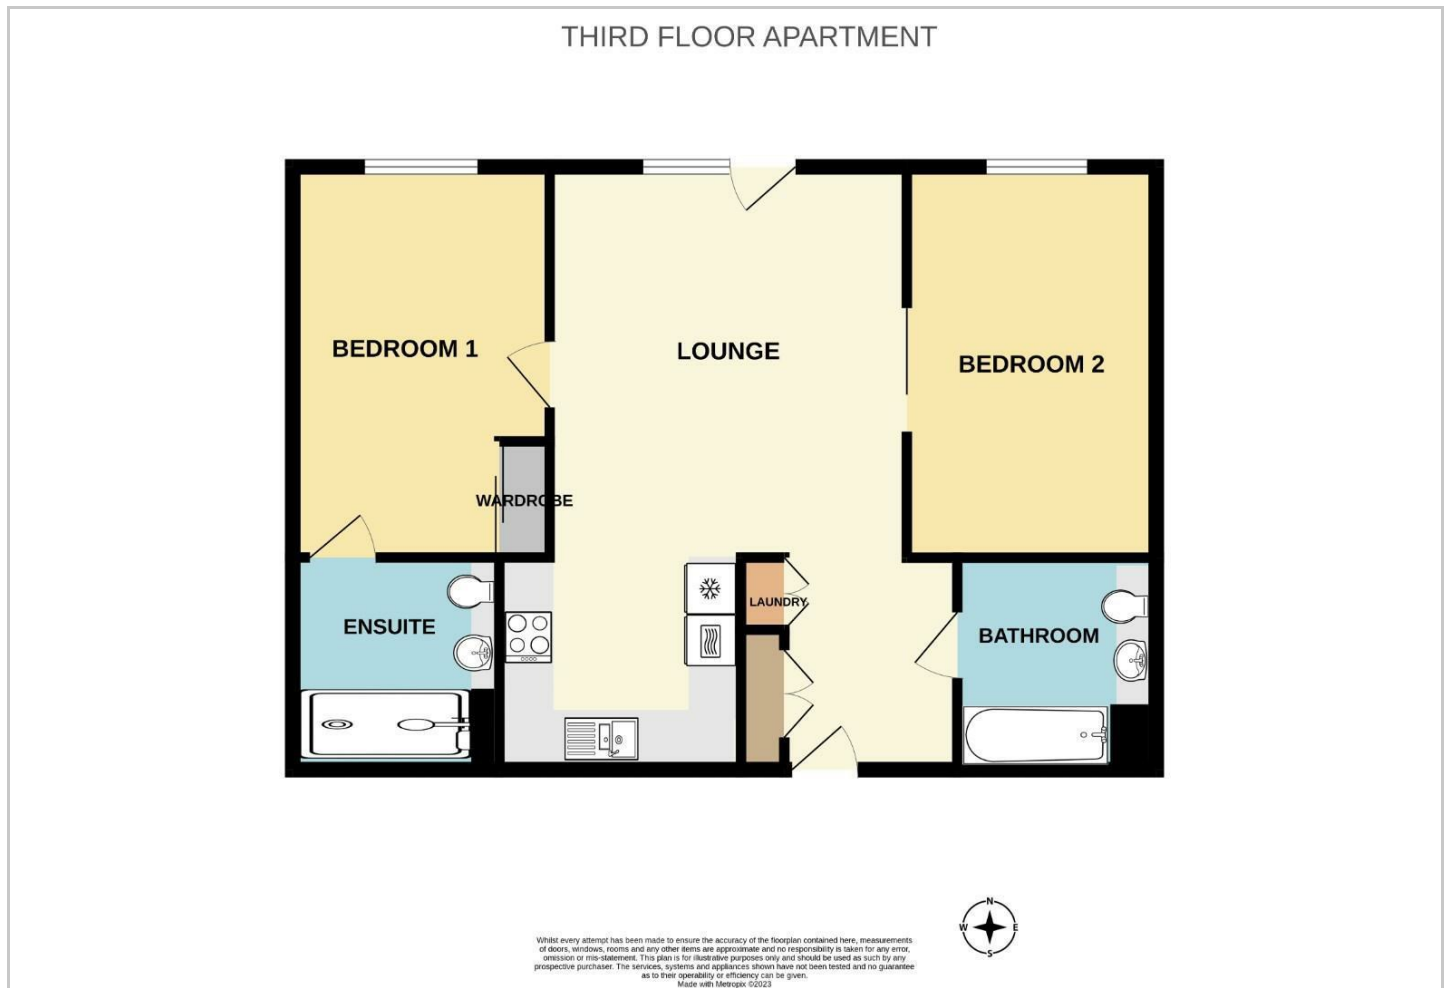 THIRD FLOOR APARTMENT
BEDROOM 1
LOUNGE
BEDROOM 2
WARDROBE
ENSUITE
LAUNDRY
BATHROOM
N
W E
S
Whilst every attempt has been made to ensure the accuracy of the floorplan contained here, measurements
of doors, windows, rooms and any other items are approximate and no responsibility is taken for any error,
omission or mis-statement. This plan is for illustrative purposes only and should be used as such by any
prospective purchaser. The services, systems and appliances shown have not been tested and no guarantee
as to their operability or efficiency can be given.
Made with Metropix ©2023